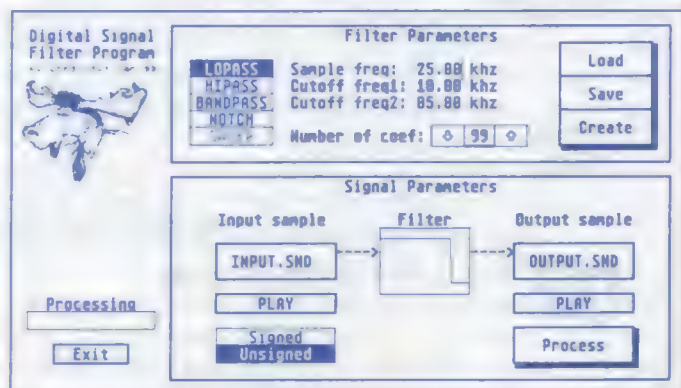 Digital Signal
Filter Program
Processing
Exit
Filter Parameters
LOPASS
HIPASS
BANDPASS
NOTCH
Sample freq: 25.00 khz
Cutoff freq1: 10.00 khz
Cutoff freq2: 05.00 khz
Number of coef: 99
Load
Save
Create
Signal Parameters
Input sample
INPUT.SND
PLAY
Signed
Unsigned
Filter
Output sample
OUTPUT.SND
PLAY
Process